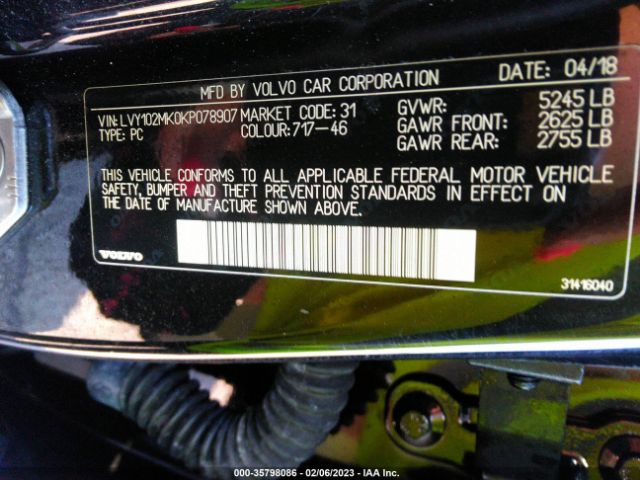 MFD BY VOLVO CAR CORPORATION DATE: 04/18
VIN: LVY102MK0KP078907 MARKET CODE: 31 GVWR: 5245 LB
TYPE: PC COLOUR: 717-46 GAWR FRONT: 2625 LB
GAWR REAR: 2755 LB
THIS VEHICLE CONFORMS TO ALL APPLICABLE FEDERAL MOTOR VEHICLE
SAFETY, BUMPER AND THEFT PREVENTION STANDARDS IN EFFECT ON
THE DATE OF MANUFACTURE SHOWN ABOVE.
VOLVO
31416040
000-35798086 - 02/06/2023 - IAA Inc.